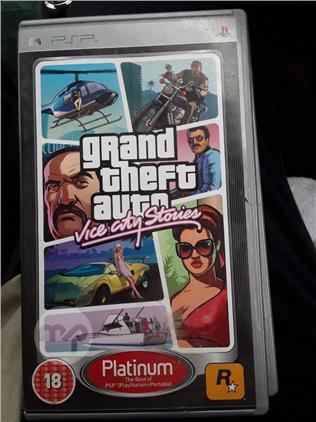 PSP
grand
theft
auto
Vice City Stories
18
Platinum
The Best of
PSP® (PlayStation®Portable)
R